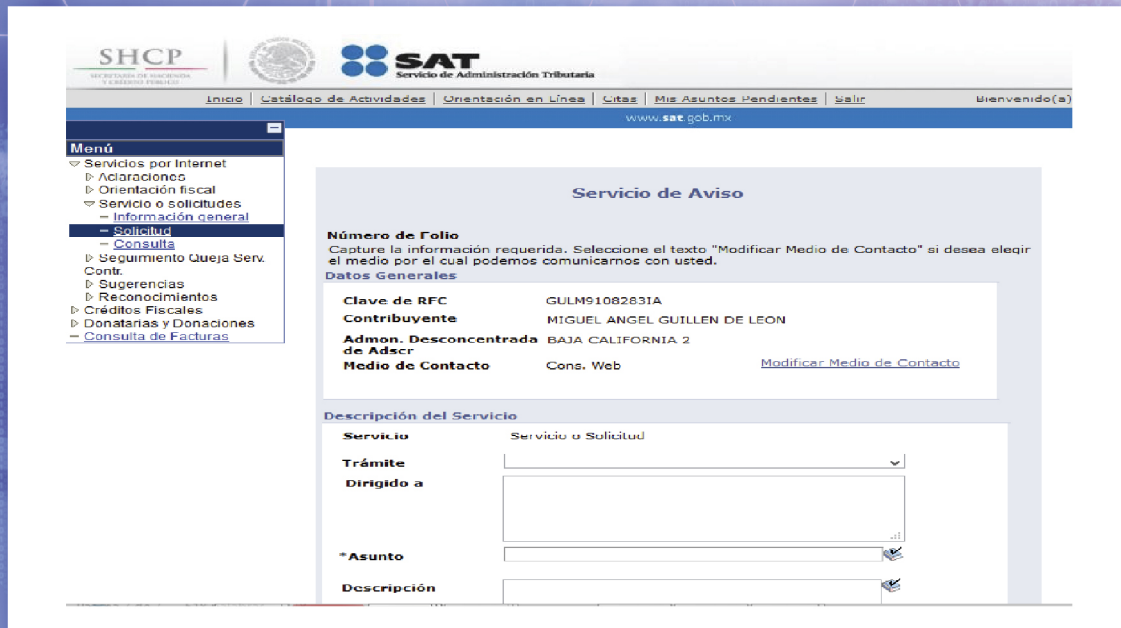 SHCP
SECRETARÍA DE HACIENDA
Y CRÉDITO PÚBLICO
SAT
Servicio de Administración Tributaria
Inicio | Catálogo de Actividades | Orientación en Línea | Citas | Mis Asuntos Pendientes | Salir
Bienvenido(a)
www.sat.gob.mx
Menú
Servicios por Internet
Aclaraciones
Orientación fiscal
Servicio o solicitudes
Información general
Solicitud
Consulta
Seguimiento Queja Serv.
Contr.
Sugerencias
Reconocimientos
Créditos Fiscales
Donatarias y Donaciones
Consulta de Facturas
Servicio de Aviso
Número de Folio
Capture la información requerida. Seleccione el texto "Modificar Medio de Contacto" si desea elegir
el medio por el cual podemos comunicarnos con usted.
Datos Generales
Clave de RFC GULM9108283IA
Contribuyente MIGUEL ANGEL GUILLEN DE LEON
Admon. Desconcentrada BAJA CALIFORNIA 2
de Adscr
Medio de Contacto Cons. Web Modificar Medio de Contacto
Descripción del Servicio
Servicio Servicio o Solicitud
Trámite
Dirigido a
*Asunto
Descripción